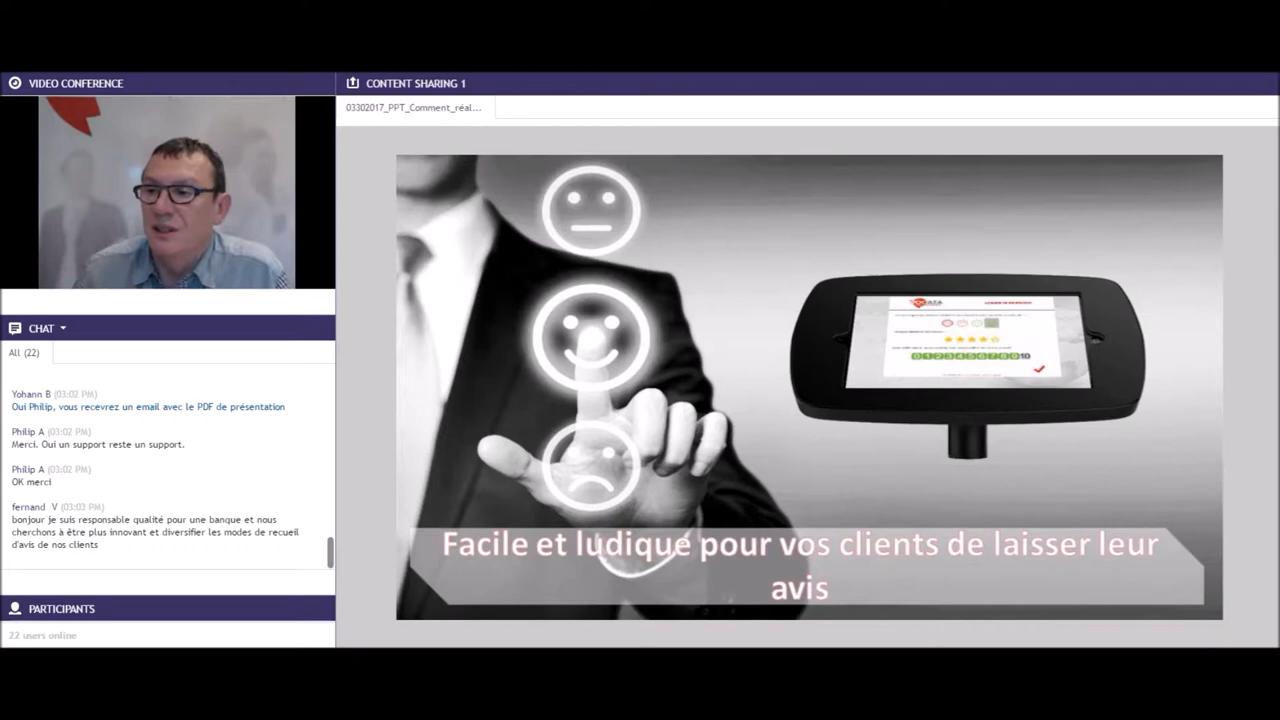 VIDEO CONFERENCE
CONTENT SHARING 1
03302017_PPT_Comment_réal...
CHAT
All (22)
Yohann B (03:02 PM)
Oui Philip, vous recevrez un email avec le PDF de présentation
Philip A (03:02 PM)
Merci. Oui un support reste un support.
Philip A (03:02 PM)
OK merci
fernand V (03:03 PM)
bonjour je suis responsable qualité pour une banque et nous
cherchons à être plus innovant et diversifier les modes de recueil
d'avis de nos clients
PARTICIPANTS
22 users online
012345678910
Facile et ludique pour vos clients de laisser leur
avis